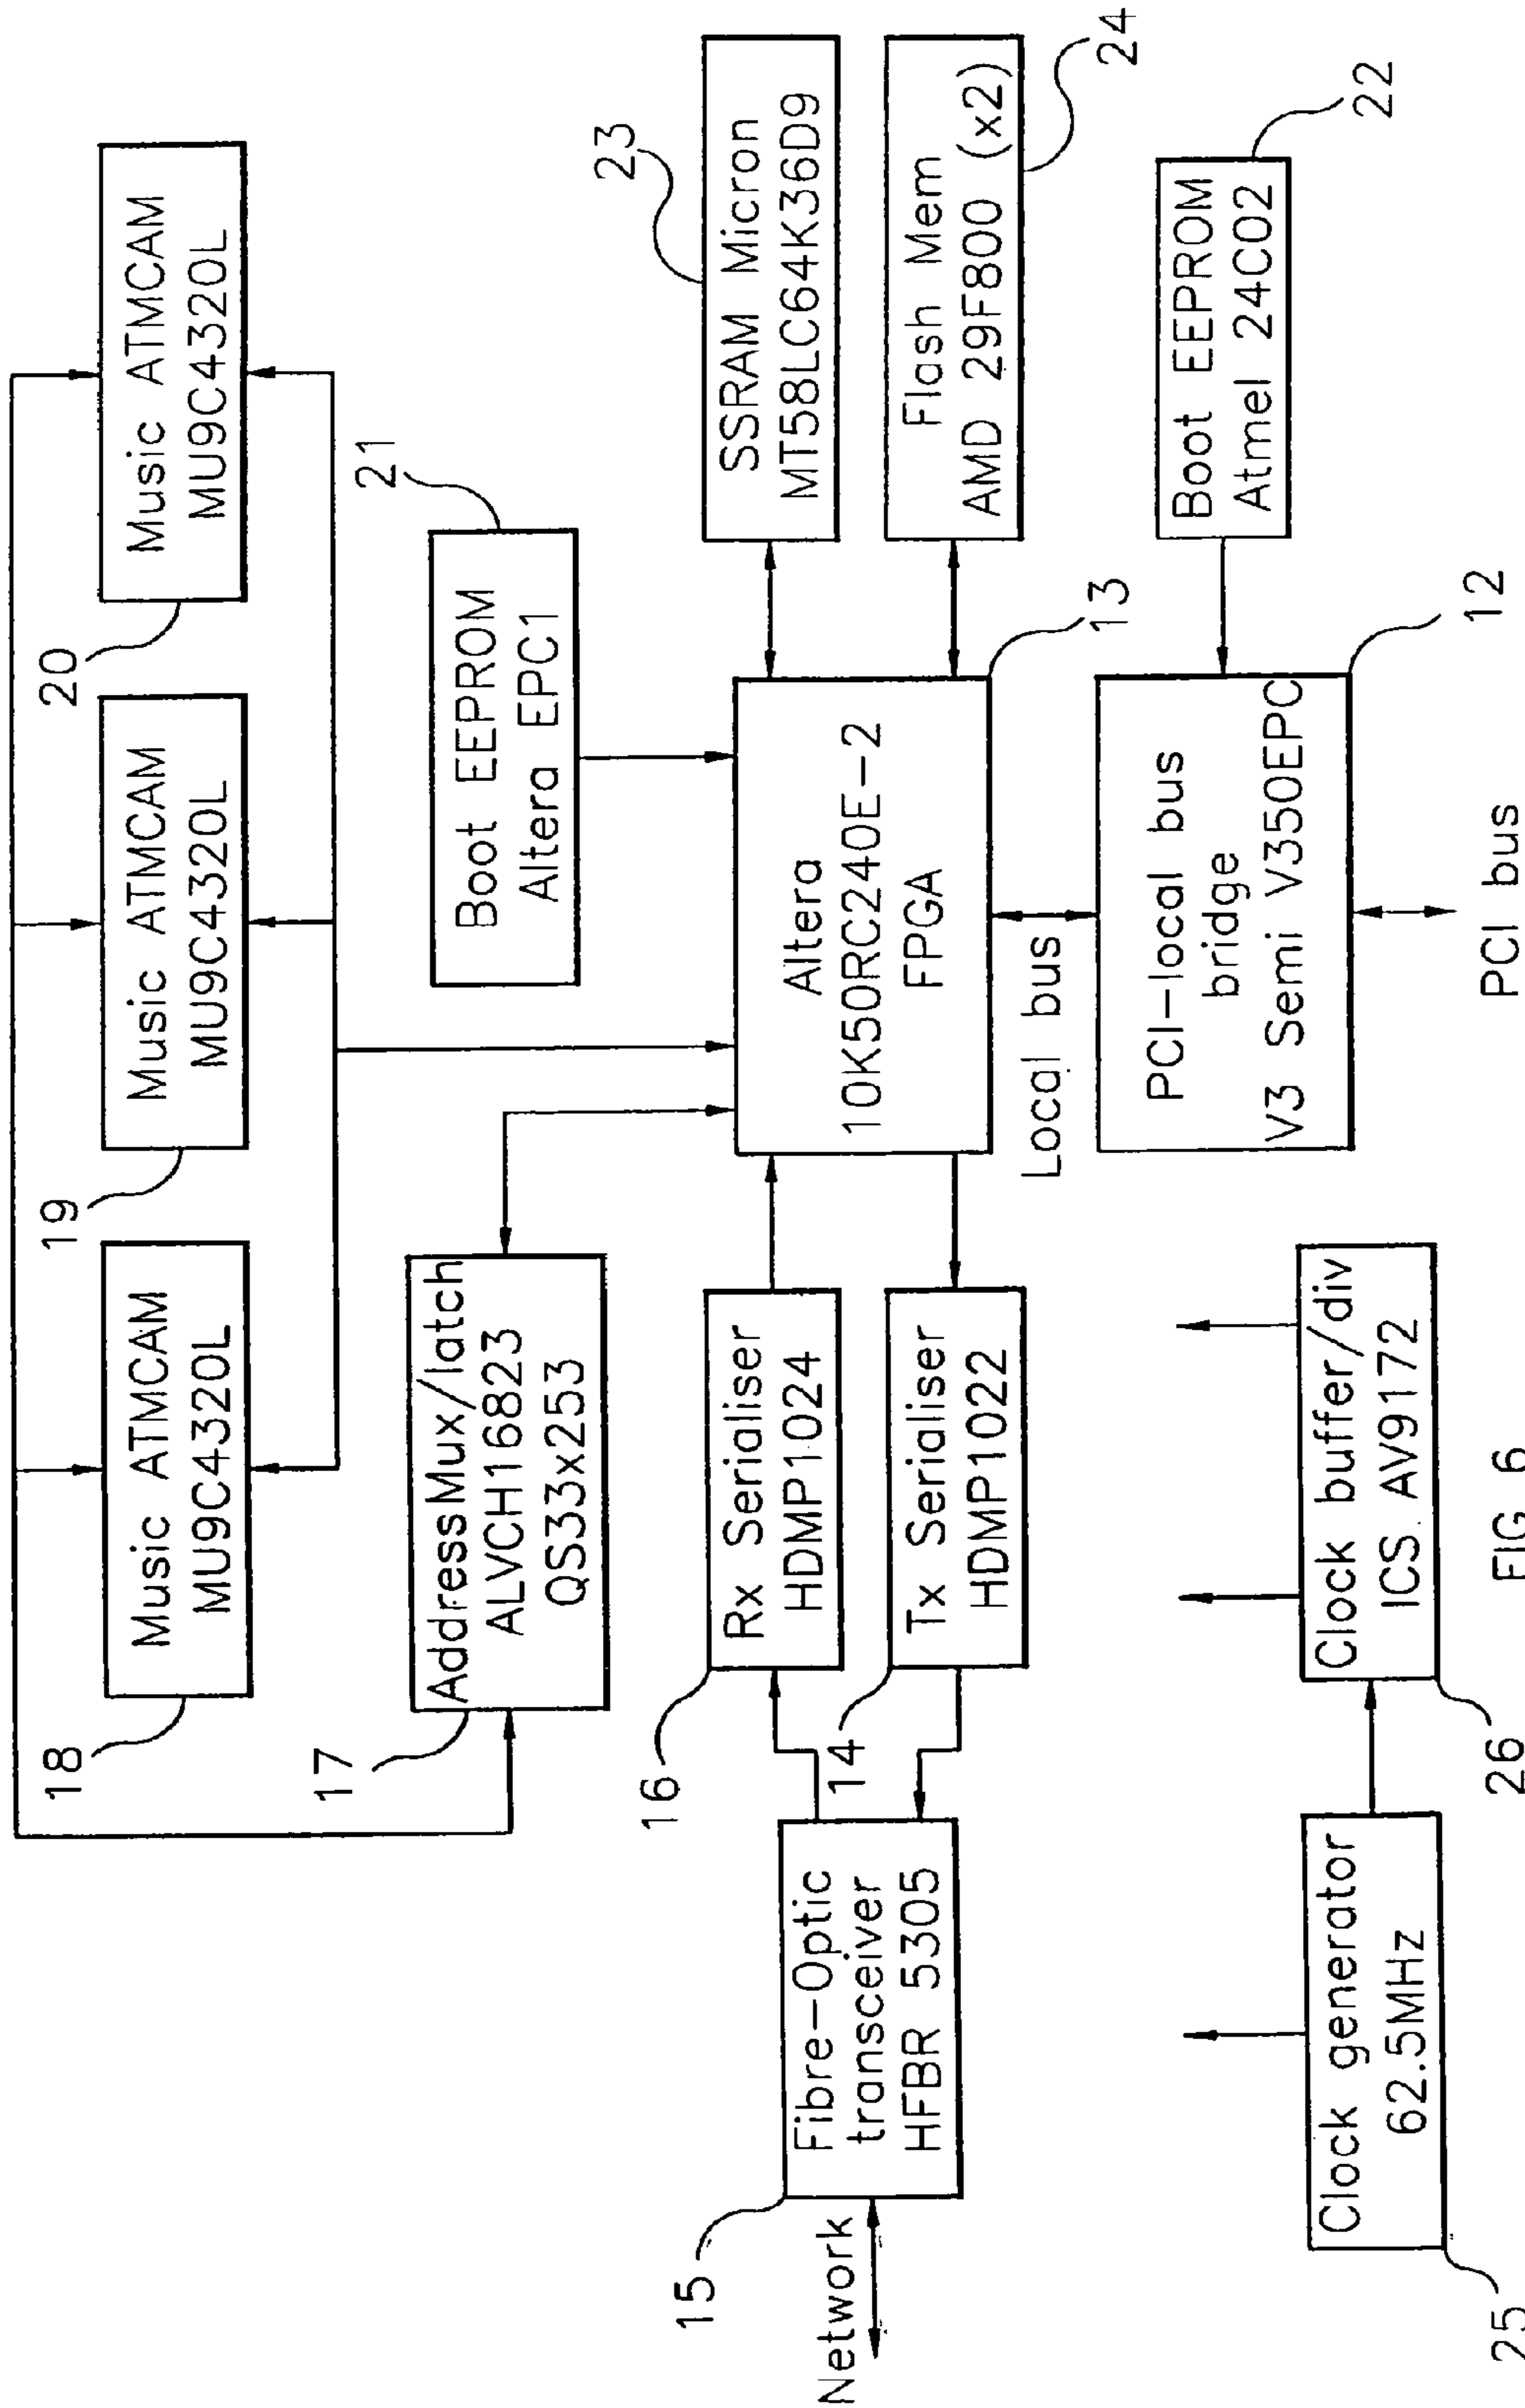 18
Music ATMCAM
MU9C4320L
19
Music ATMCAM
MU9C4320L
20
Music ATMCAM
MU9C4320L
17
AddressMux/latch
ALVCH16823
QS33x253
21
Boot EEPROM
Altera EPC1
16
Rx Serialiser
HDMP1024
23
SSRAM Micron
MT58LC64K36D9
15
Fibre-Optic
transceiver
HFBR 5305
Network
14
Tx Serialiser
HDMP1022
Altera
10K50RC240E-2
FPGA
13
Flash Mem
AMD 29F800 (x2)
24
Local bus
PCI-local bus
bridge
V3 Semi V350EPC
12
Boot EEPROM
Atmel 24C02
22
Clock generator
62.5MHz
25
Clock buffer/div
ICS AV9172
26
PCI bus
FIG 6